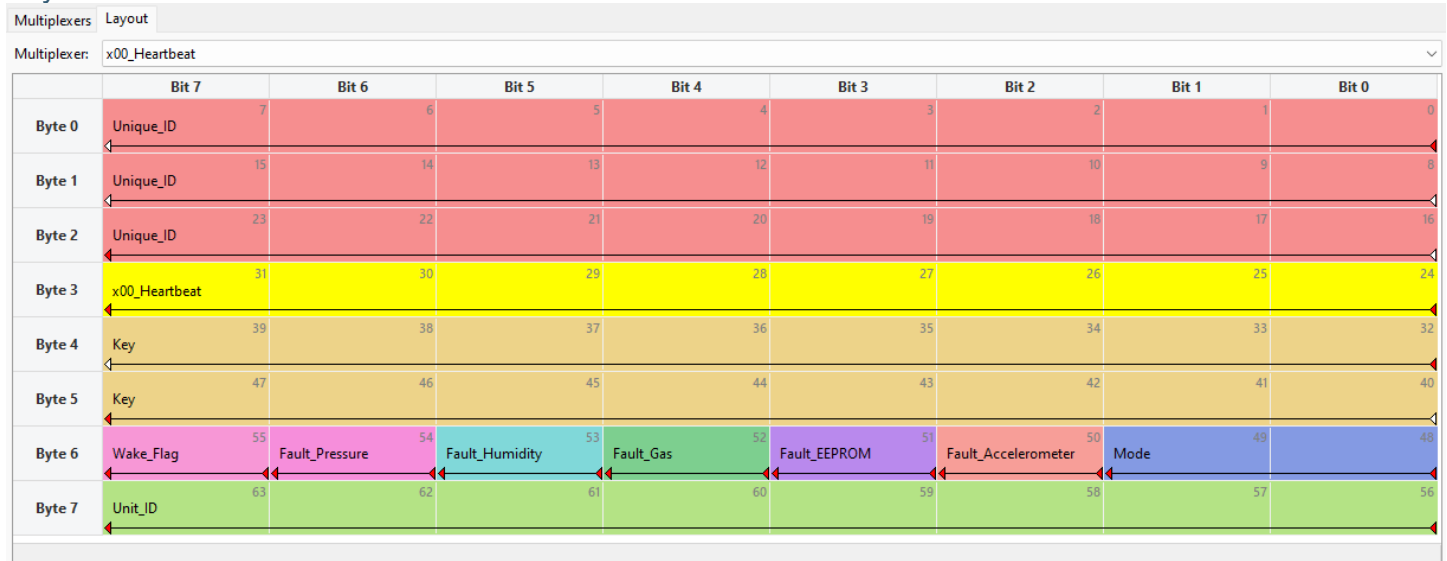 Multiplexers Layout
Multiplexer: x00_Heartbeat
Bit 7 Bit 6 Bit 5 Bit 4 Bit 3 Bit 2 Bit 1 Bit 0
7 6 5 4 3 2 1 0
Byte 0 Unique_ID
15 14 13 12 11 10 9 8
Byte 1 Unique_ID
23 22 21 20 19 18 17 16
Byte 2 Unique_ID
31 30 29 28 27 26 25 24
Byte 3 x00_Heartbeat
39 38 37 36 35 34 33 32
Byte 4 Key
47 46 45 44 43 42 41 40
Byte 5 Key
55 54 53 52 51 50 49 48
Byte 6 Wake_Flag Fault_Pressure Fault_Humidity Fault_Gas Fault_EEPROM Fault_Accelerometer Mode
63 62 61 60 59 58 57 56
Byte 7 Unit_ID